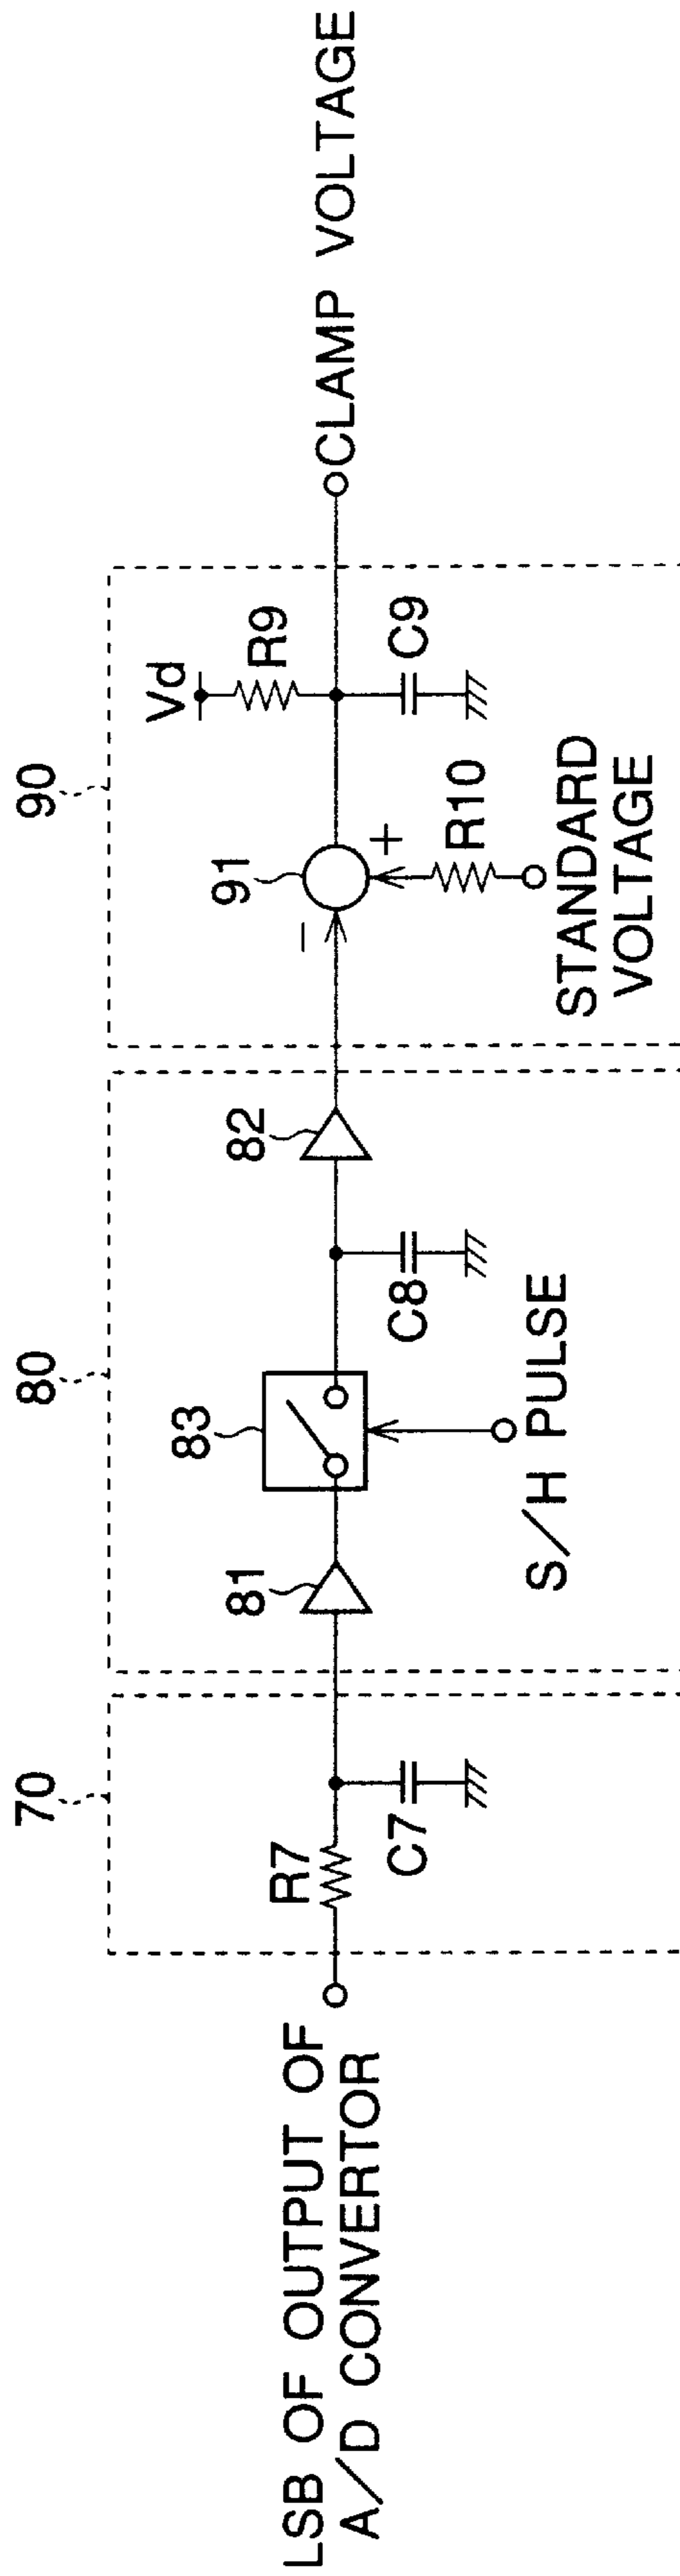 70
80
90
LSB OF OUTPUT OF
A/D CONVERTOR
R7
C7
81
83
S/H PULSE
C8
82
91
−
+
R10
STANDARD
VOLTAGE
Vd
R9
C9
CLAMP VOLTAGE